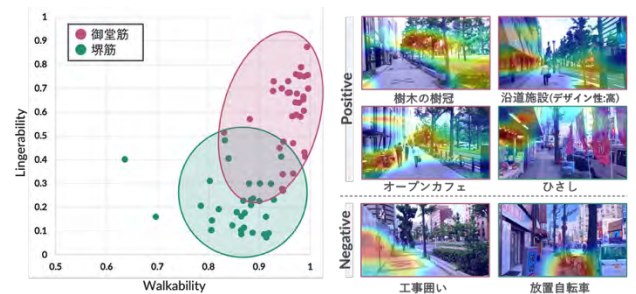 御堂筋
堺筋
Lingerability
1
0.9
0.8
0.7
0.6
0.5
0.4
0.3
0.2
0.1
0
0.5
0.6
0.7
0.8
0.9
1
Walkability
Positive
樹木の樹冠
沿道施設(デザイン性:高)
オープンカフェ
ひさし
Negative
工事囲い
放置自転車